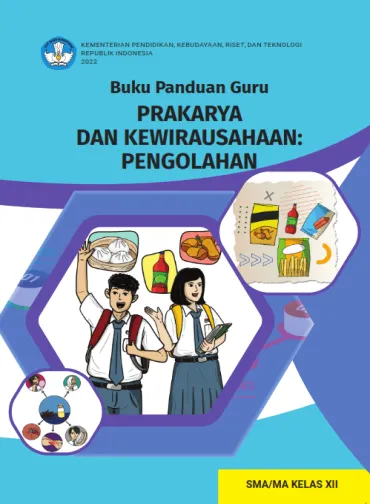 KEMENTERIAN PENDIDIKAN, KEBUDAYAAN, RISET, DAN TEKNOLOGI
REPUBLIK INDONESIA
2022
Buku Panduan Guru
PRAKARYA
DAN KEWIRAUSAHAAN:
PENGOLAHAN
SMA/MA KELAS XII